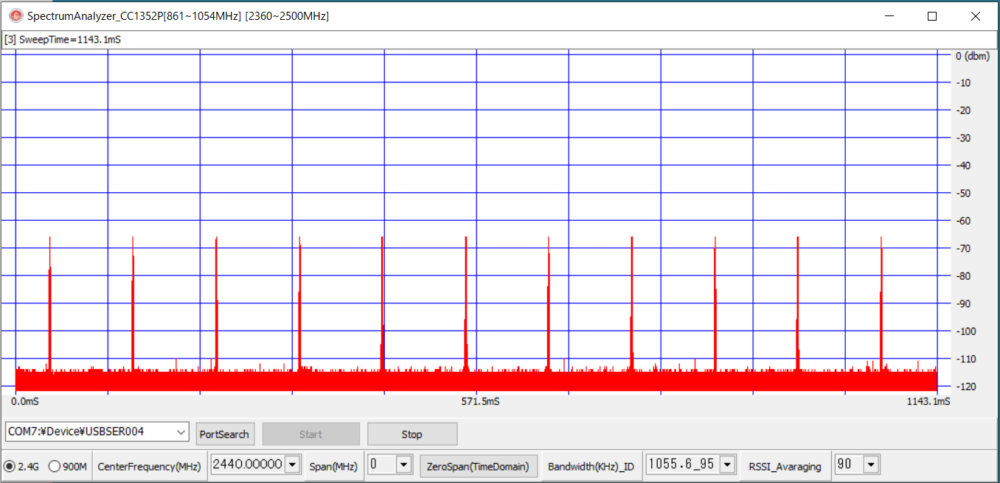 SpectrumAnalyzer_CC1352P[861~1054MHz] [2360~2500MHz]
[3] SweepTime=1143.1mS
0 (dbm)
-10
-20
-30
-40
-50
-60
-70
-80
-90
-100
-110
-120
0.0mS 571.5mS 1143.1mS
COM7:¥Device¥USBSER004 PortSearch Start Stop
2.4G 900M CenterFrequency(MHz) 2440.00000 Span(MHz) 0 ZeroSpan(TimeDomain) Bandwidth(KHz)_ID 1055.6_95 RSSI_Avaraging 90